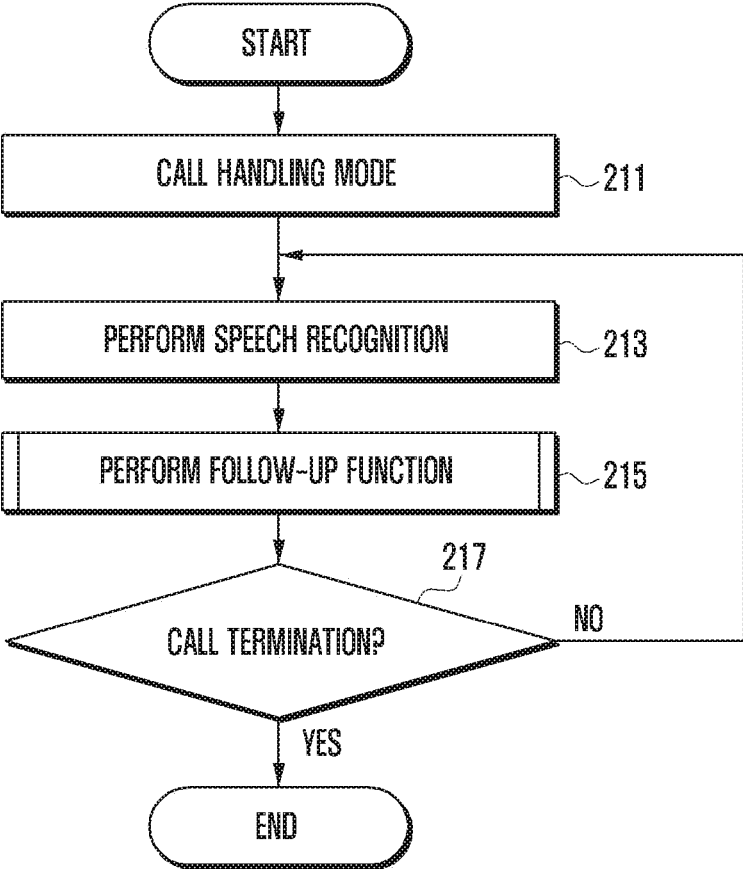 START
CALL HANDLING MODE
211
PERFORM SPEECH RECOGNITION
213
PERFORM FOLLOW-UP FUNCTION
215
217
CALL TERMINATION?
NO
YES
END